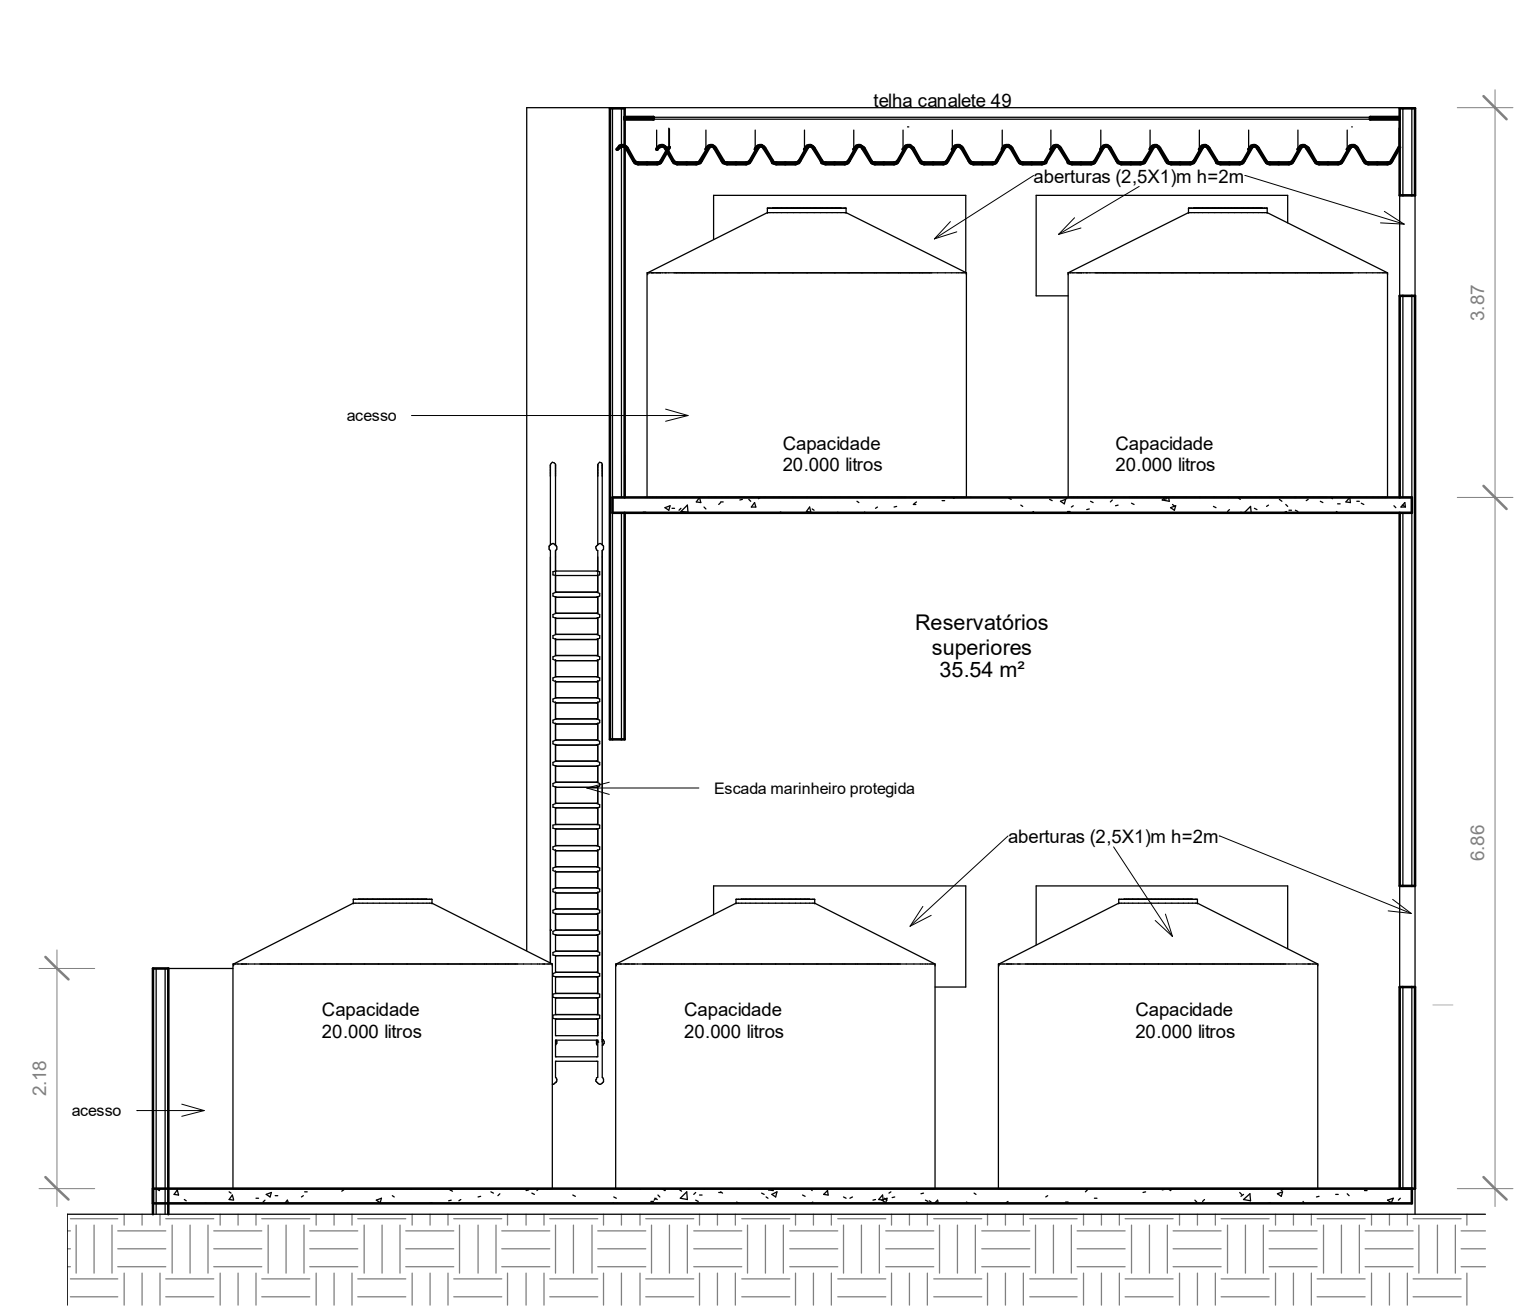 telha canalete 49
aberturas (2,5X1)m h=2m
3.87
acesso
Capacidade
20.000 litros
Capacidade
20.000 litros
Reservatórios
superiores
35.54 m²
Escada marinheiro protegida
aberturas (2,5X1)m h=2m
6.86
Capacidade
20.000 litros
Capacidade
20.000 litros
Capacidade
20.000 litros
2.18
acesso